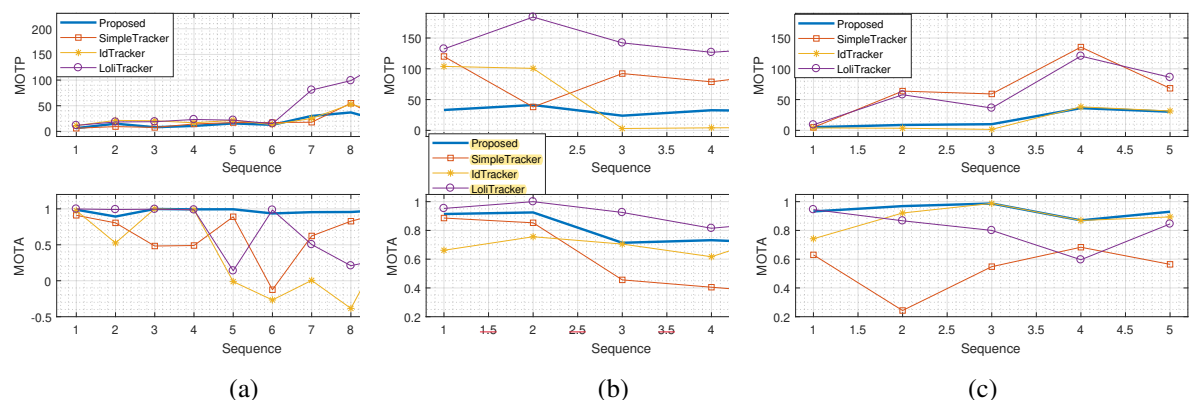 MOTP
200
150
100
50
0
Proposed
SimpleTracker
IdTracker
LoliTracker
1 2 3 4 5 6 7 8
Sequence
MOTA
1
0.5
0
-0.5
1 2 3 4 5 6 7 8
Sequence
(a)
MOTP
150
100
50
0
1 2.5 3 3.5 4
Sequence
Proposed
SimpleTracker
IdTracker
LoliTracker
MOTA
1
0.8
0.6
0.4
0.2
1 1.5 2 2.5 3 3.5 4
Sequence
(b)
MOTP
150
100
50
0
Proposed
SimpleTracker
IdTracker
LoliTracker
1 1.5 2 2.5 3 3.5 4 4.5 5
Sequence
MOTA
1
0.8
0.6
0.4
0.2
1 1.5 2 2.5 3 3.5 4 4.5 5
Sequence
(c)